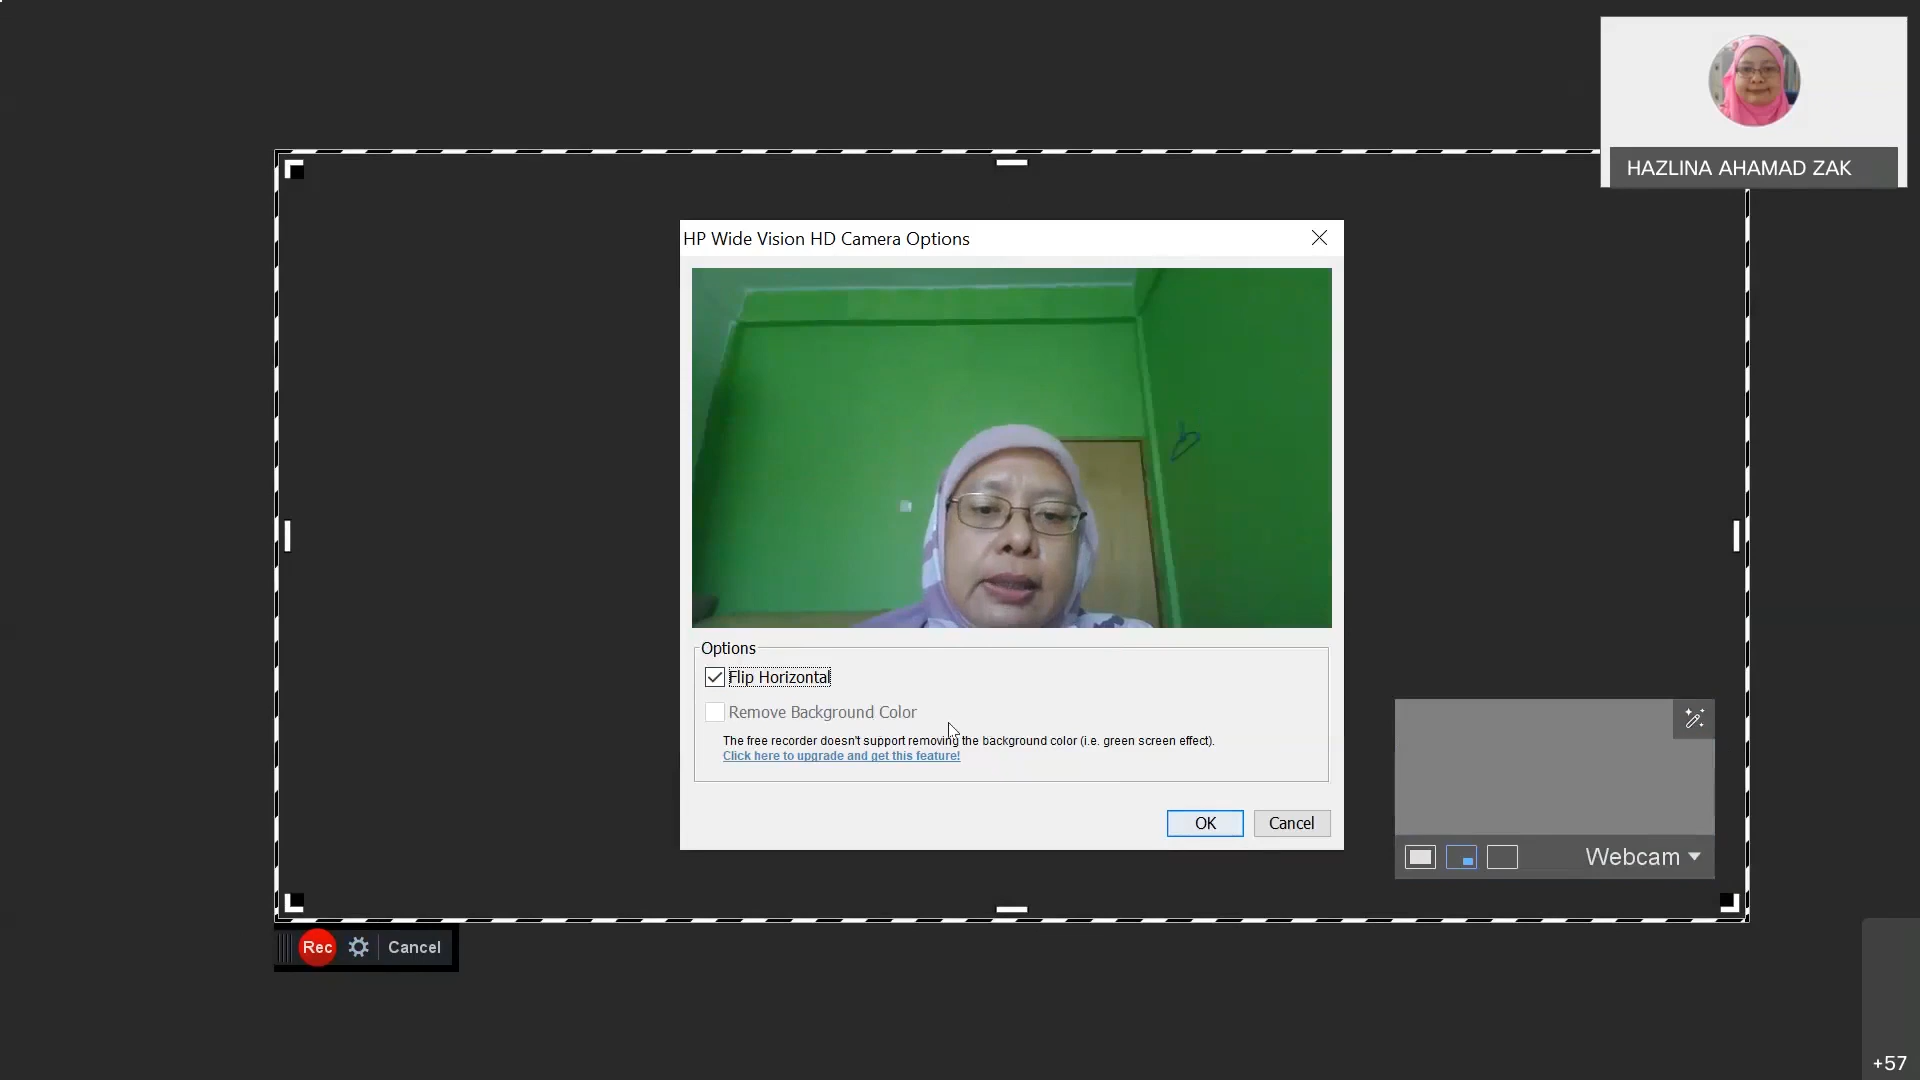 HAZLINA AHAMAD ZAK
HP Wide Vision HD Camera Options
Options
Flip Horizontal
Remove Background Color
The free recorder doesn't support removing the background color (i.e. green screen effect).
Click here to upgrade and get this feature!
OK
Cancel
Webcam
Rec
Cancel
+57